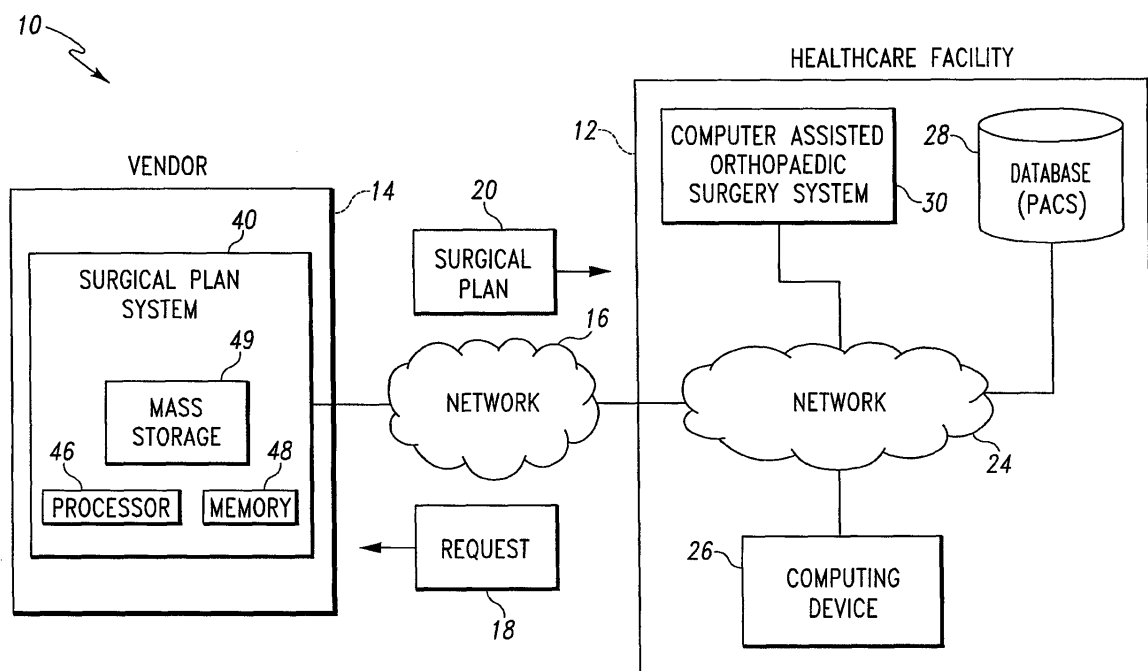 10
HEALTHCARE FACILITY
12
COMPUTER ASSISTED
ORTHOPAEDIC
SURGERY SYSTEM
30
28
DATABASE
(PACS)
VENDOR
14
40
SURGICAL PLAN
SYSTEM
49
MASS
STORAGE
46
PROCESSOR
48
MEMORY
20
SURGICAL
PLAN
16
NETWORK
NETWORK
24
REQUEST
18
26
COMPUTING
DEVICE